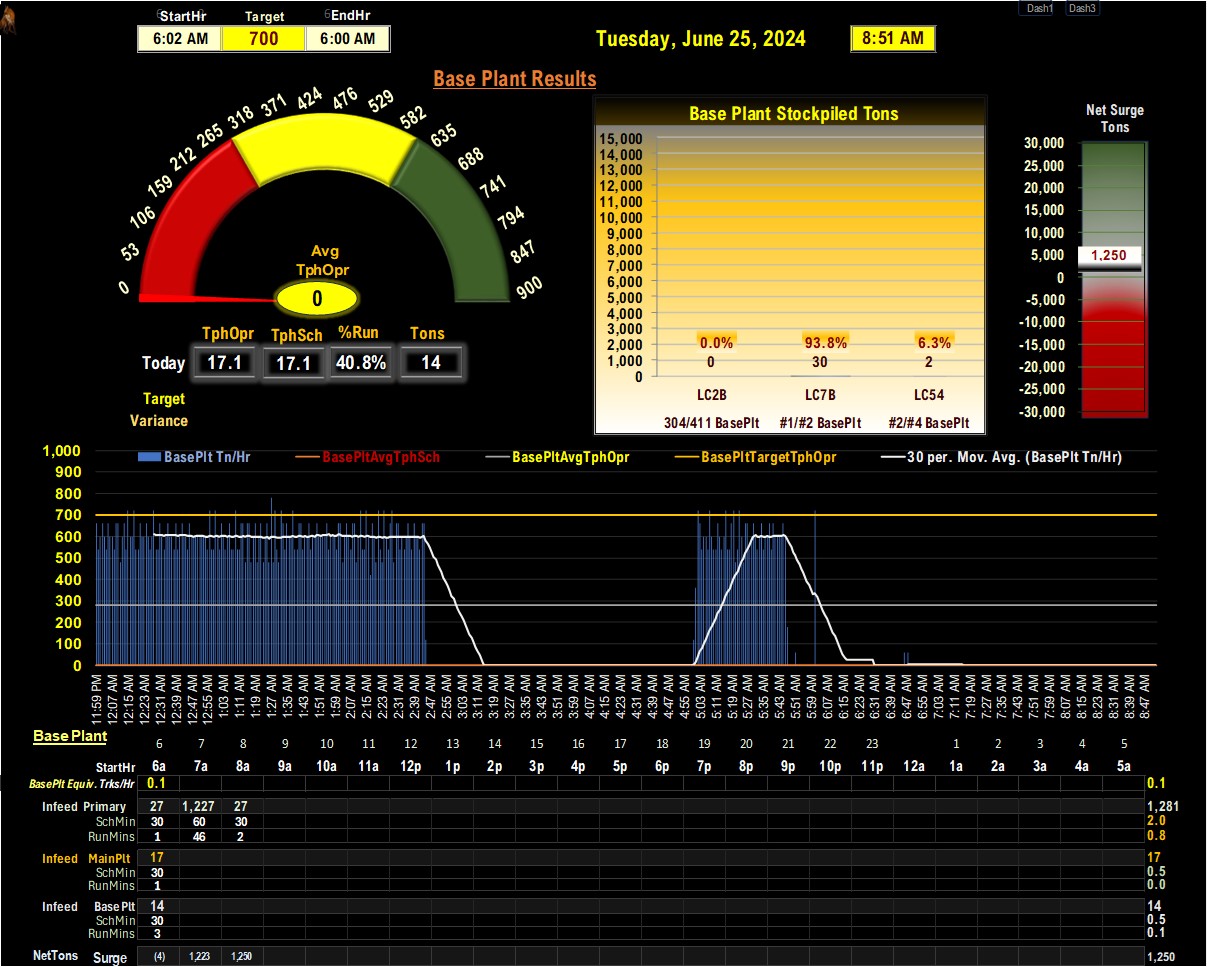 StartHr Target EndHr
6:02 AM 700 6:00 AM
Tuesday, June 25, 2024 8:51 AM
Dash1 Dash3
Base Plant Results
0 53 106 159 212 265 318 371 424 476 529 582 635 688 741 794 847 900
Avg
TphOpr
0
TphOpr TphSch %Run Tons
Today 17.1 17.1 40.8% 14
Target
Variance
Base Plant Stockpiled Tons
15,000
14,000
13,000
12,000
11,000
10,000
9,000
8,000
7,000
6,000
5,000
4,000
3,000
2,000
1,000
0
0.0% 93.8% 6.3%
0 30 2
LC2B LC7B LC54
304/411 BasePlt #1/#2 BasePlt #2/#4 BasePlt
Net Surge
Tons
30,000
25,000
20,000
15,000
10,000
5,000
0
-5,000
-10,000
-15,000
-20,000
-25,000
-30,000
1,250
BasePlt Tn/Hr BasePltAvgTphSch BasePltAvgTphOpr BasePltTargetTphOpr 30 per. Mov. Avg. (BasePlt Tn/Hr)
1,000
900
800
700
600
500
400
300
200
100
0
11:59 PM 12:07 AM 12:15 AM 12:23 AM 12:31 AM 12:39 AM 12:47 AM 12:55 AM 1:03 AM 1:11 AM 1:19 AM 1:27 AM 1:35 AM 1:43 AM 1:51 AM 1:59 AM 2:07 AM 2:15 AM 2:23 AM 2:31 AM 2:39 AM 2:47 AM 2:55 AM 3:03 AM 3:11 AM 3:19 AM 3:27 AM 3:35 AM 3:43 AM 3:51 AM 3:59 AM 4:07 AM 4:15 AM 4:23 AM 4:31 AM 4:39 AM 4:47 AM 4:55 AM 5:03 AM 5:11 AM 5:19 AM 5:27 AM 5:35 AM 5:43 AM 5:51 AM 5:59 AM 6:07 AM 6:15 AM 6:23 AM 6:31 AM 6:39 AM 6:47 AM 6:55 AM 7:03 AM 7:11 AM 7:19 AM 7:27 AM 7:35 AM 7:43 AM 7:51 AM 7:59 AM 8:07 AM 8:15 AM 8:23 AM 8:31 AM 8:39 AM 8:47 AM
Base Plant
6 7 8 9 10 11 12 13 14 15 16 17 18 19 20 21 22 23 1 2 3 4 5
StartHr 6a 7a 8a 9a 10a 11a 12p 1p 2p 3p 4p 5p 6p 7p 8p 9p 10p 11p 12a 1a 2a 3a 4a 5a
BasePlt Equiv. Trks/Hr 0.1 0.1
Infeed Primary 27 1,227 27 1,281
SchMin 30 60 30 2.0
RunMins 1 46 2 0.8
Infeed MainPlt 17 17
SchMin 30 0.5
RunMins 1 0.0
Infeed BasePlt 14 14
SchMin 30 0.5
RunMins 3 0.1
NetTons Surge (4) 1,223 1,250 1,250